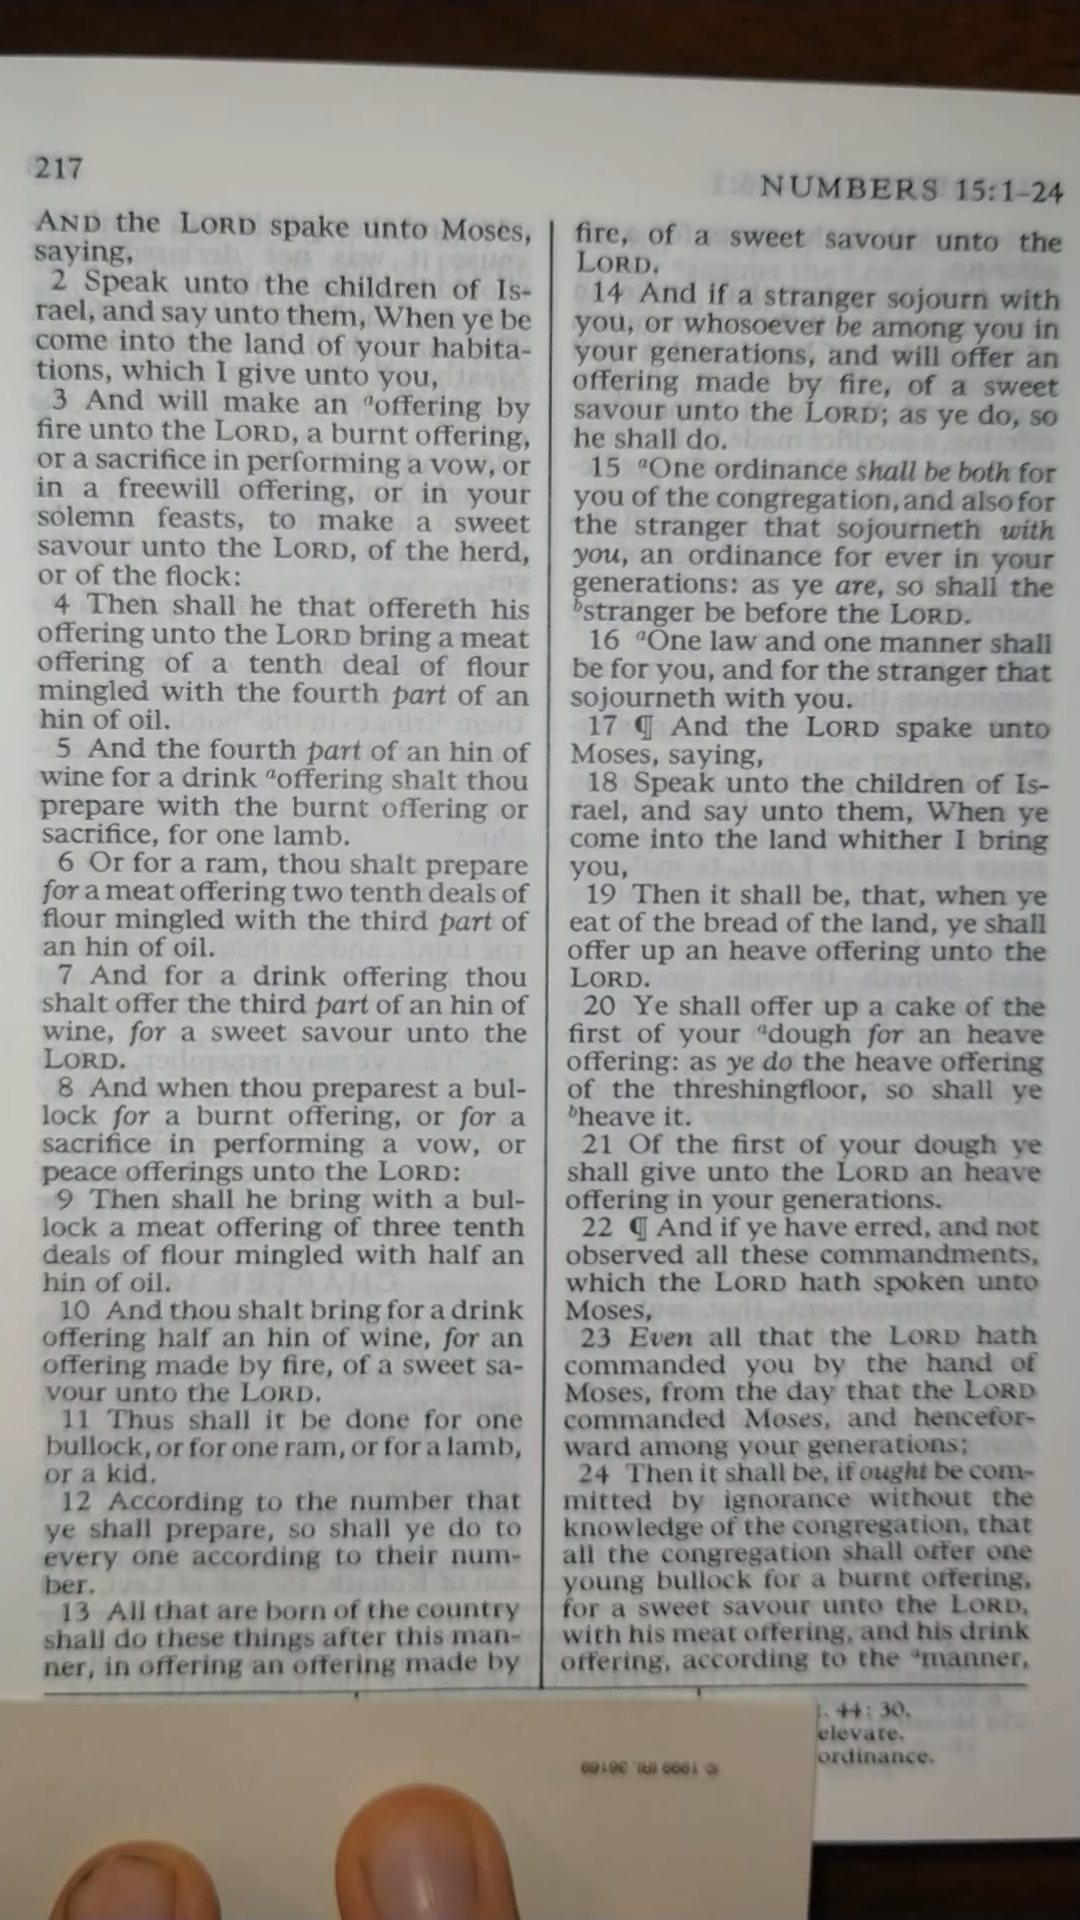 217
NUMBERS 15:1-24
AND the LORD spake unto Moses,
saying,
2 Speak unto the children of Is-
rael, and say unto them, When ye be
come into the land of your habita-
tions, which I give unto you,
3 And will make an aoffering by
fire unto the LORD, a burnt offering,
or a sacrifice in performing a vow, or
in a freewill offering, or in your
solemn feasts, to make a sweet
savour unto the LORD, of the herd,
or of the flock:
4 Then shall he that offereth his
offering unto the LORD bring a meat
offering of a tenth deal of flour
mingled with the fourth part of an
hin of oil.
5 And the fourth part of an hin of
wine for a drink aoffering shalt thou
prepare with the burnt offering or
sacrifice, for one lamb.
6 Or for a ram, thou shalt prepare
for a meat offering two tenth deals of
flour mingled with the third part of
an hin of oil.
7 And for a drink offering thou
shalt offer the third part of an hin of
wine, for a sweet savour unto the
LORD.
8 And when thou preparest a bul-
lock for a burnt offering, or for a
sacrifice in performing a vow, or
peace offerings unto the LORD:
9 Then shall he bring with a bul-
lock a meat offering of three tenth
deals of flour mingled with half an
hin of oil.
10 And thou shalt bring for a drink
offering half an hin of wine, for an
offering made by fire, of a sweet sa-
vour unto the LORD.
11 Thus shall it be done for one
bullock, or for one ram, or for a lamb,
or a kid.
12 According to the number that
ye shall prepare, so shall ye do to
every one according to their num-
ber.
13 All that are born of the country
shall do these things after this man-
ner, in offering an offering made by
fire, of a sweet savour unto the
LORD.
14 And if a stranger sojourn with
you, or whosoever be among you in
your generations, and will offer an
offering made by fire, of a sweet
savour unto the LORD; as ye do, so
he shall do.
15 aOne ordinance shall be both for
you of the congregation, and also for
the stranger that sojourneth with
you, an ordinance for ever in your
generations: as ye are, so shall the
bstranger be before the LORD.
16 aOne law and one manner shall
be for you, and for the stranger that
sojourneth with you.
17 ¶ And the LORD spake unto
Moses, saying,
18 Speak unto the children of Is-
rael, and say unto them, When ye
come into the land whither I bring
you,
19 Then it shall be, that, when ye
eat of the bread of the land, ye shall
offer up an heave offering unto the
LORD.
20 Ye shall offer up a cake of the
first of your adough for an heave
offering: as ye do the heave offering
of the threshingfloor, so shall ye
bheave it.
21 Of the first of your dough ye
shall give unto the LORD an heave
offering in your generations.
22 ¶ And if ye have erred, and not
observed all these commandments,
which the LORD hath spoken unto
Moses,
23 Even all that the LORD hath
commanded you by the hand of
Moses, from the day that the LORD
commanded Moses, and hencefor-
ward among your generations;
24 Then it shall be, if ought be com-
mitted by ignorance without the
knowledge of the congregation, that
all the congregation shall offer one
young bullock for a burnt offering,
for a sweet savour unto the LORD,
with his meat offering, and his drink
offering, according to the amanner,
44: 30.
elevate.
ordinance.
© 1999 IRI. 36169